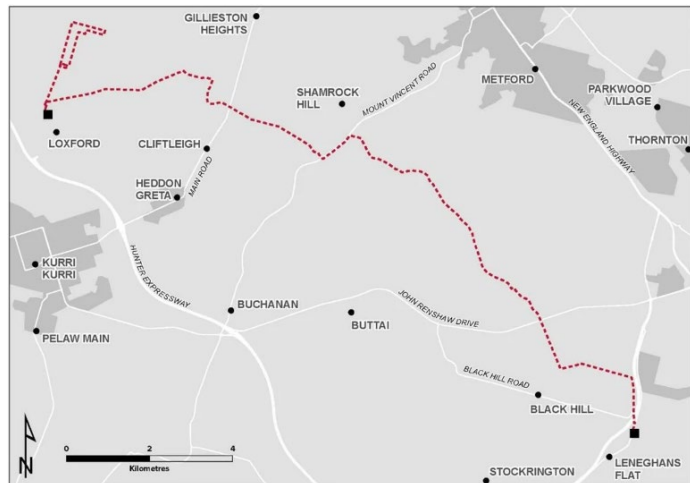 GILLIESTON
HEIGHTS
SHAMROCK
HILL
MOUNT VINCENT ROAD
METFORD
PARKWOOD
VILLAGE
NEW ENGLAND HIGHWAY
THORNTON
LOXFORD
CLIFTLEIGH
MAIN ROAD
HEDDON
GRETA
KURRI
KURRI
HUNTER EXPRESSWAY
BUCHANAN
BUTTAI
JOHN RENSHAW DRIVE
PELAW MAIN
BLACK HILL ROAD
BLACK HILL
N
0 2 4
Kilometres
STOCKRINGTON
LENEGHANS
FLAT